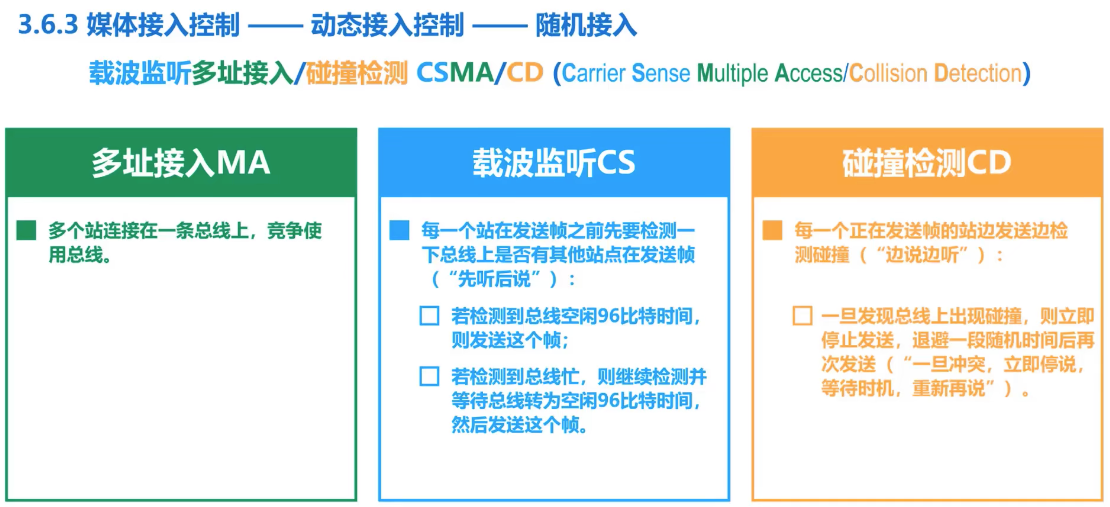 3.6.3 媒体接入控制 —— 动态接入控制 —— 随机接入
载波监听多址接入/碰撞检测 CSMA/CD (Carrier Sense Multiple Access/Collision Detection)
多址接入MA
多个站连接在一条总线上，竞争使
用总线。
载波监听CS
每一个站在发送帧之前先要检测一
下总线上是否有其他站点在发送帧
（“先听后说”）：
若检测到总线空闲96比特时间，
则发送这个帧；
若检测到总线忙，则继续检测并
等待总线转为空闲96比特时间，
然后发送这个帧。
碰撞检测CD
每一个正在发送帧的站边发送边检
测碰撞（“边说边听”）：
一旦发现总线上出现碰撞，则立即
停止发送，退避一段随机时间后再
次发送（“一旦冲突，立即停说，
等待时机，重新再说”）。